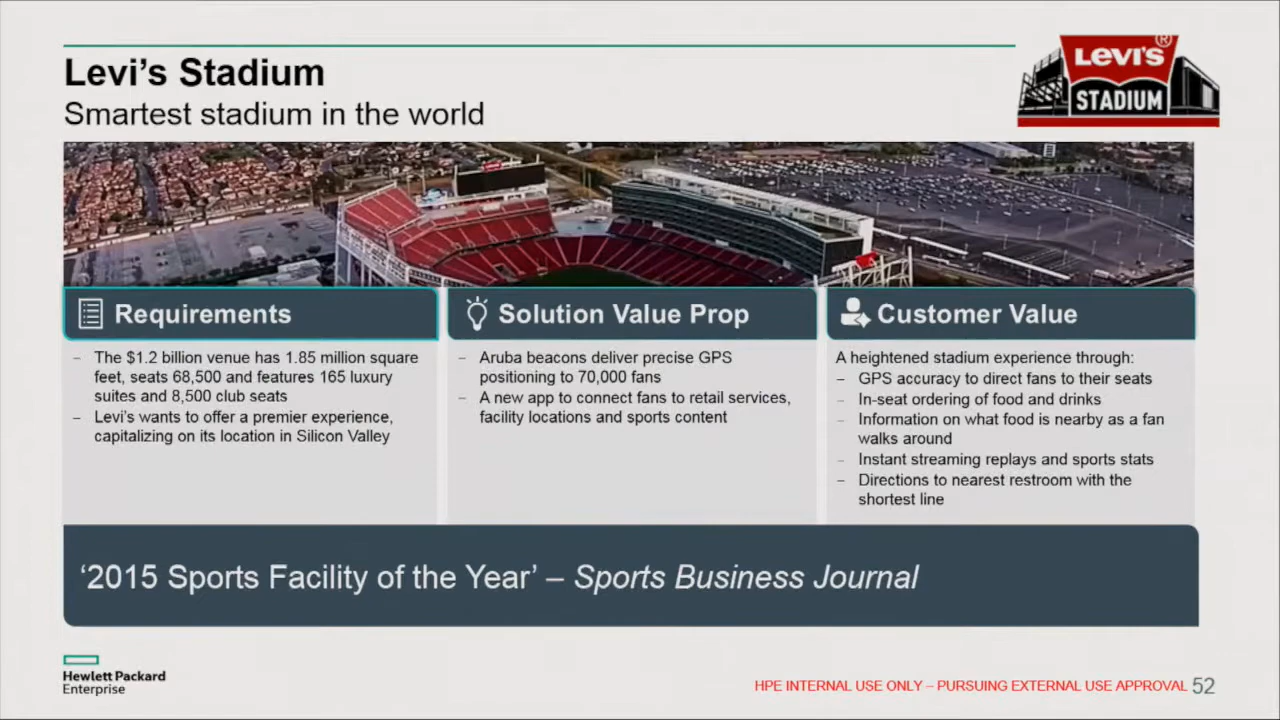 Levi's Stadium
Smartest stadium in the world
Levi's®
STADIUM
Requirements
– The $1.2 billion venue has 1.85 million square
feet, seats 68,500 and features 165 luxury
suites and 8,500 club seats
– Levi's wants to offer a premier experience,
capitalizing on its location in Silicon Valley
Solution Value Prop
– Aruba beacons deliver precise GPS
positioning to 70,000 fans
– A new app to connect fans to retail services,
facility locations and sports content
Customer Value
A heightened stadium experience through:
– GPS accuracy to direct fans to their seats
– In-seat ordering of food and drinks
– Information on what food is nearby as a fan
walks around
– Instant streaming replays and sports stats
– Directions to nearest restroom with the
shortest line
‘2015 Sports Facility of the Year’ – Sports Business Journal
Hewlett Packard
Enterprise
HPE INTERNAL USE ONLY – PURSUING EXTERNAL USE APPROVAL 52